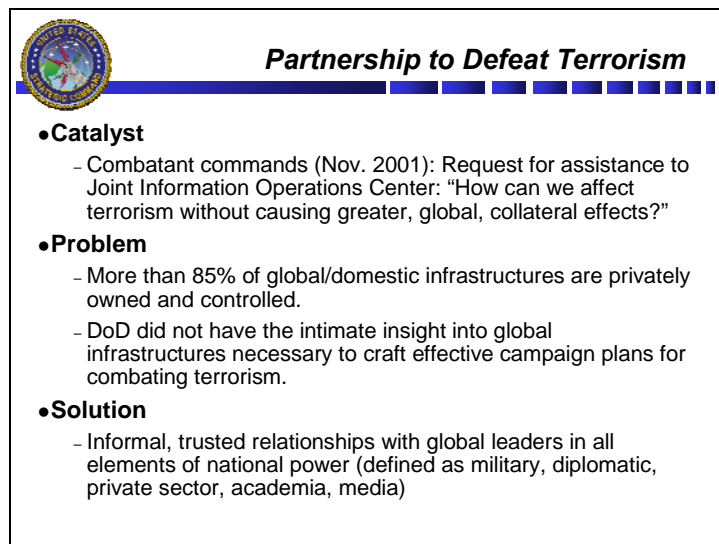 UNITED STATES
STRATEGIC COMMAND
Partnership to Defeat Terrorism
●Catalyst
– Combatant commands (Nov. 2001): Request for assistance to
Joint Information Operations Center: “How can we affect
terrorism without causing greater, global, collateral effects?”
●Problem
– More than 85% of global/domestic infrastructures are privately
owned and controlled.
– DoD did not have the intimate insight into global
infrastructures necessary to craft effective campaign plans for
combating terrorism.
●Solution
– Informal, trusted relationships with global leaders in all
elements of national power (defined as military, diplomatic,
private sector, academia, media)